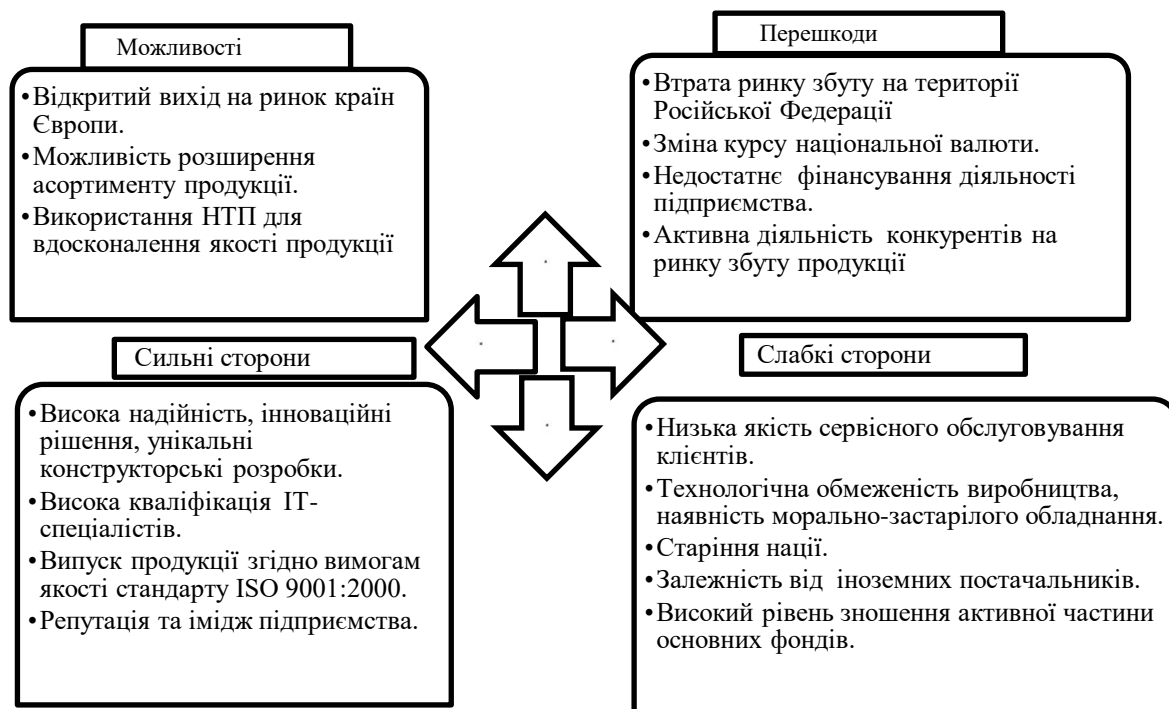 Можливості
•Відкритий вихід на ринок країн
Європи.
•Можливість розширення
асортименту продукції.
•Використання НТП для
вдосконалення якості продукції
Перешкоди
•Втрата ринку збуту на території
Російської Федерації
•Зміна курсу національної валюти.
•Недостатнє фінансування діяльності
підприємства.
•Активна діяльність конкурентів на
ринку збуту продукції
Сильні сторони
•Висока надійність, інноваційні
рішення, унікальні
конструкторські розробки.
•Висока кваліфікація ІТ-
спеціалістів.
•Випуск продукції згідно вимогам
якості стандарту ISO 9001:2000.
•Репутація та імідж підприємства.
Слабкі сторони
•Низька якість сервісного обслуговування
клієнтів.
•Технологічна обмеженість виробництва,
наявність морально-застарілого обладнання.
•Старіння нації.
•Залежність від іноземних постачальників.
•Високий рівень зношення активної частини
основних фондів.